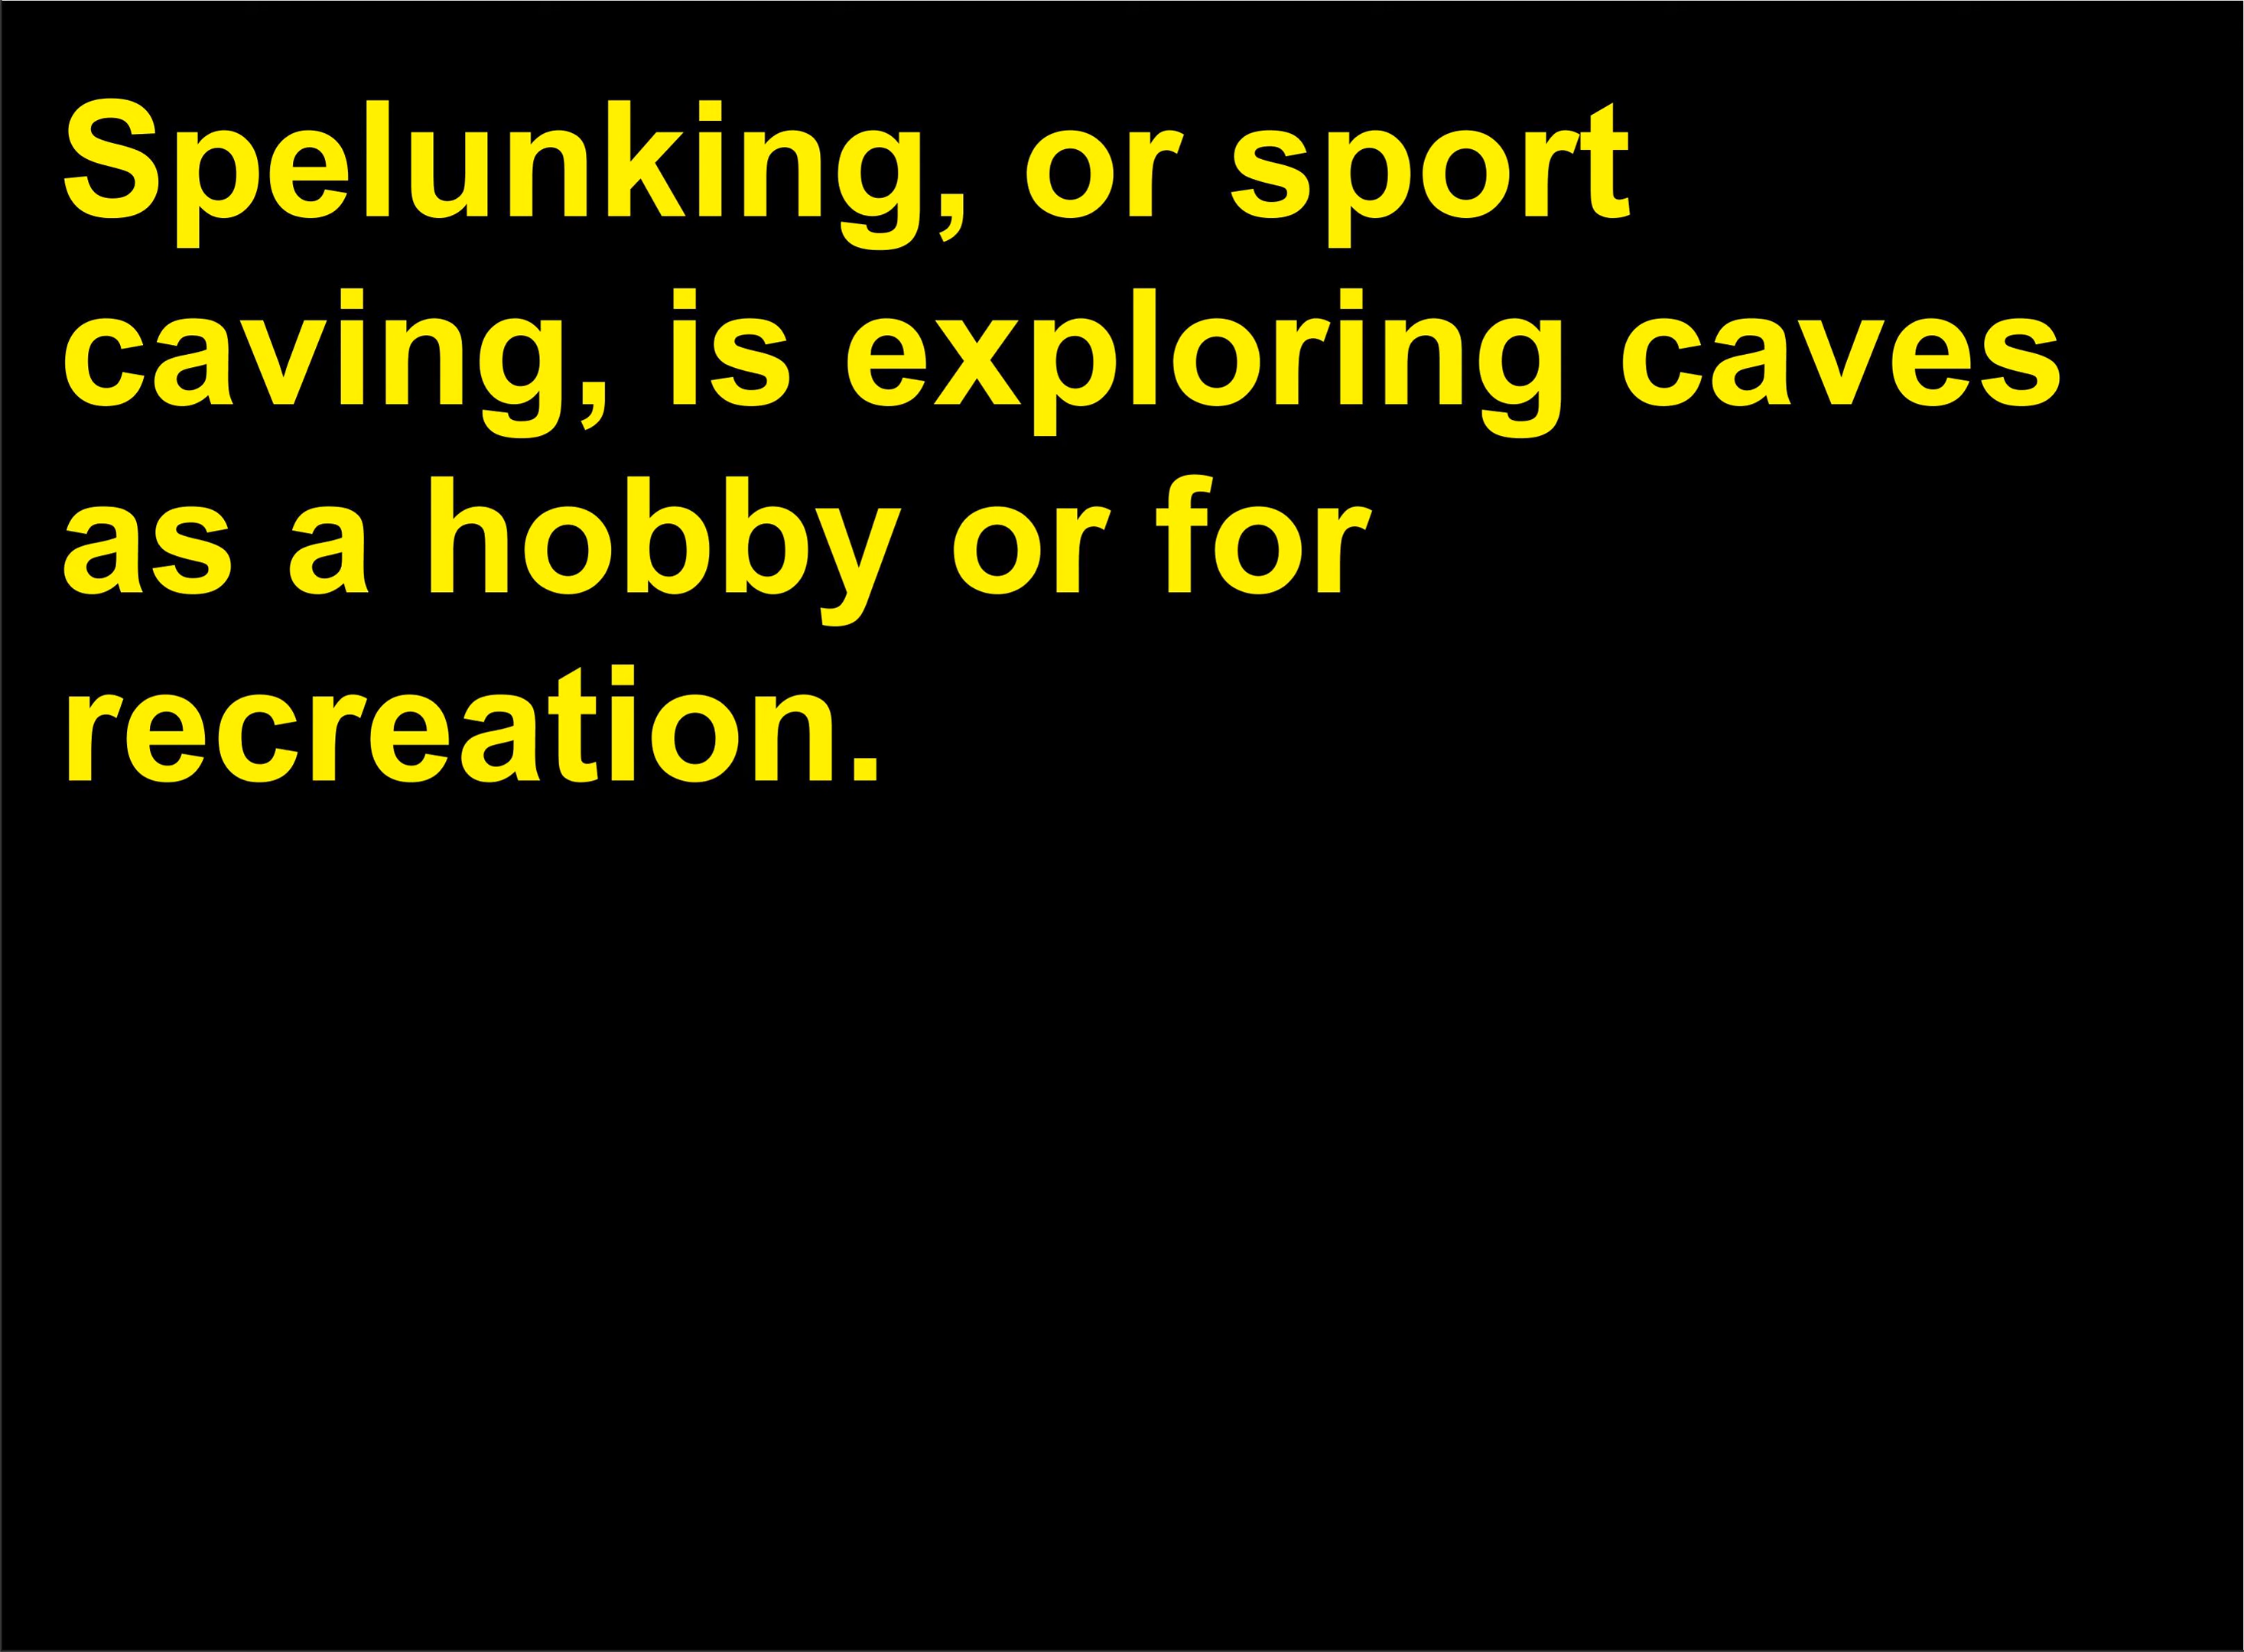 Spelunking, or sport
caving, is exploring caves
as a hobby or for
recreation.